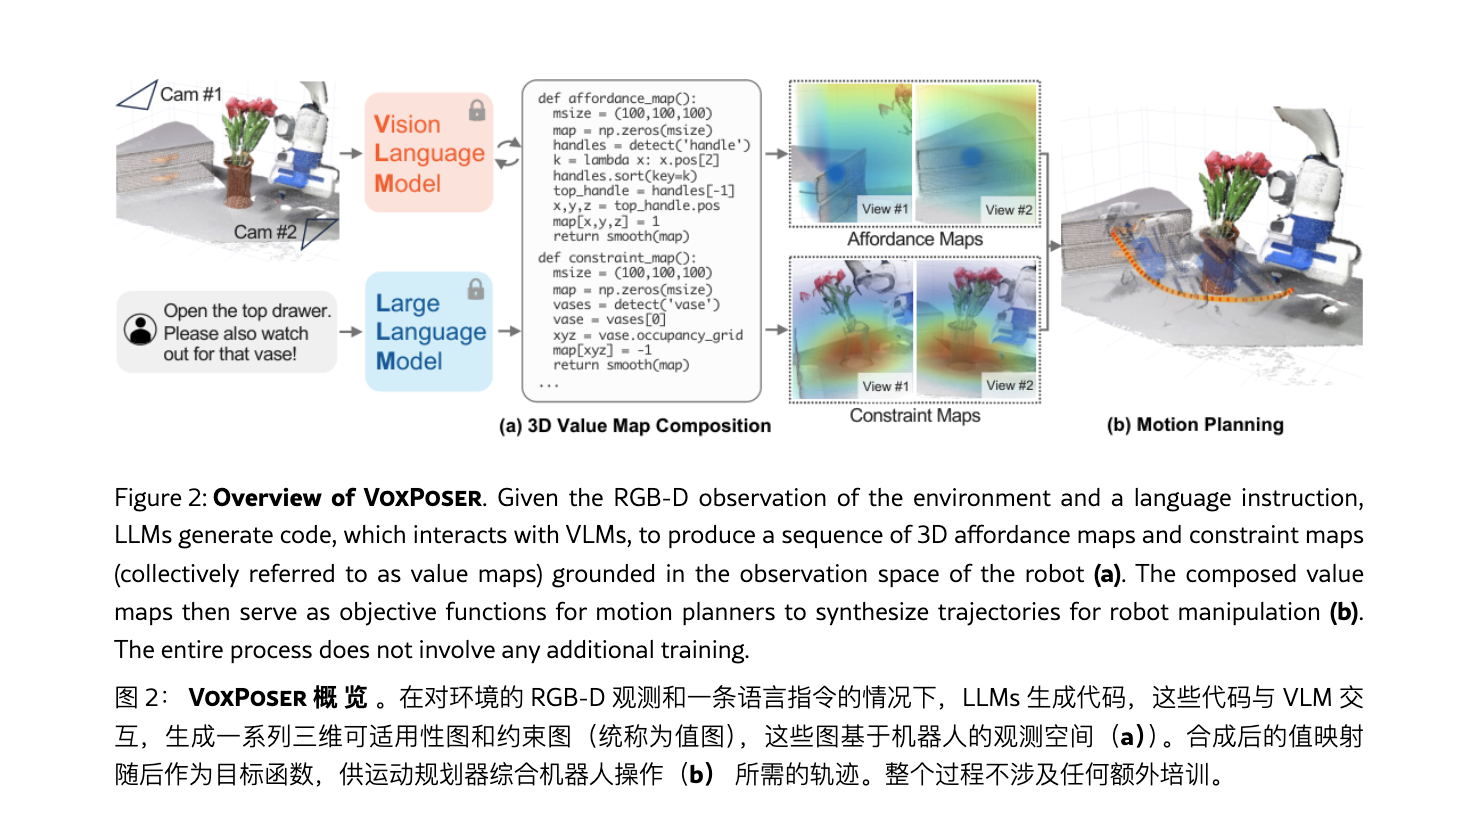 Cam #1
Cam #2
Open the top drawer.
Please also watch
out for that vase!
Vision
Language
Model
Large
Language
Model
def affordance_map():
msize = (100,100,100)
map = np.zeros(msize)
handles = detect('handle')
k = lambda x: x.pos[2]
handles.sort(key=k)
top_handle = handles[-1]
x,y,z = top_handle.pos
map[x,y,z] = 1
return smooth(map)
def constraint_map():
msize = (100,100,100)
map = np.zeros(msize)
vases = detect('vase')
vase = vases[0]
xyz = vase.occupancy_grid
map[xyz] = -1
return smooth(map)
...
(a) 3D Value Map Composition
View #1
View #2
Affordance Maps
View #1
View #2
Constraint Maps
(b) Motion Planning
Figure 2: Overview of VOXPOSER. Given the RGB-D observation of the environment and a language instruction,
LLMs generate code, which interacts with VLMs, to produce a sequence of 3D affordance maps and constraint maps
(collectively referred to as value maps) grounded in the observation space of the robot (a). The composed value
maps then serve as objective functions for motion planners to synthesize trajectories for robot manipulation (b).
The entire process does not involve any additional training.
图 2： VOXPOSER 概 览 。在对环境的 RGB-D 观测和一条语言指令的情况下，LLMs 生成代码，这些代码与 VLM 交
互，生成一系列三维可适用性图和约束图（统称为值图），这些图基于机器人的观测空间（a））。合成后的值映射
随后作为目标函数，供运动规划器综合机器人操作（b） 所需的轨迹。整个过程不涉及任何额外培训。